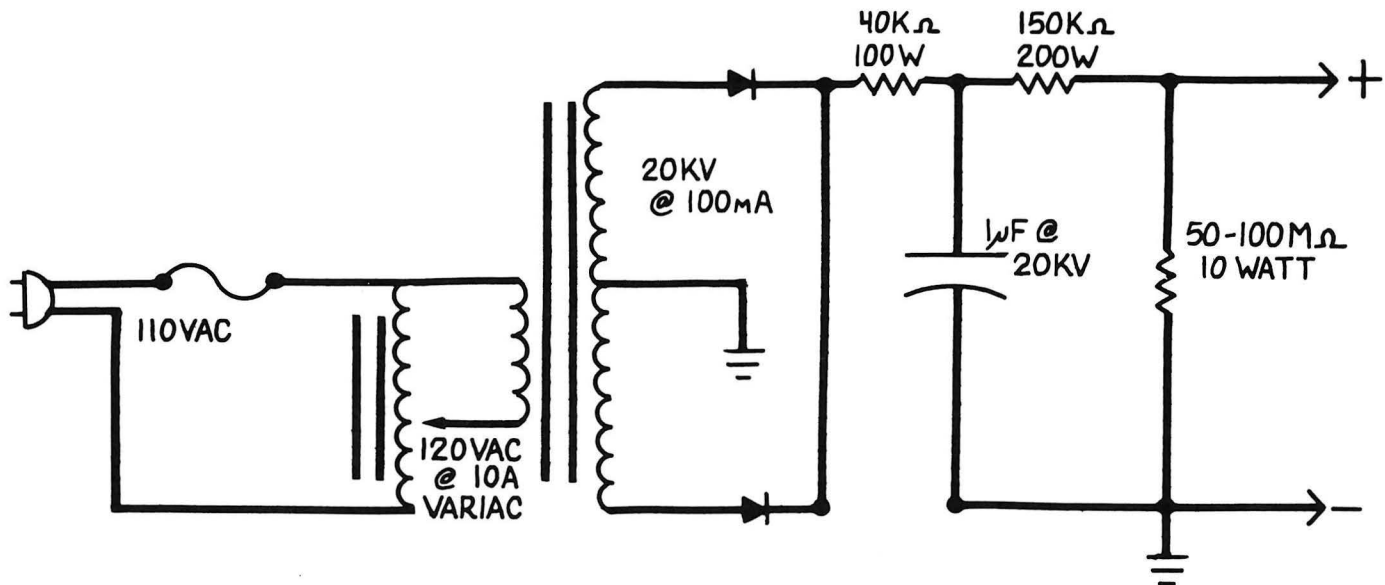 40KΩ
100W
150KΩ
200W
+
20KV
@ 100mA
1μF @
20KV
50-100MΩ
10 WATT
110VAC
120VAC
@ 10A
VARIAC
-